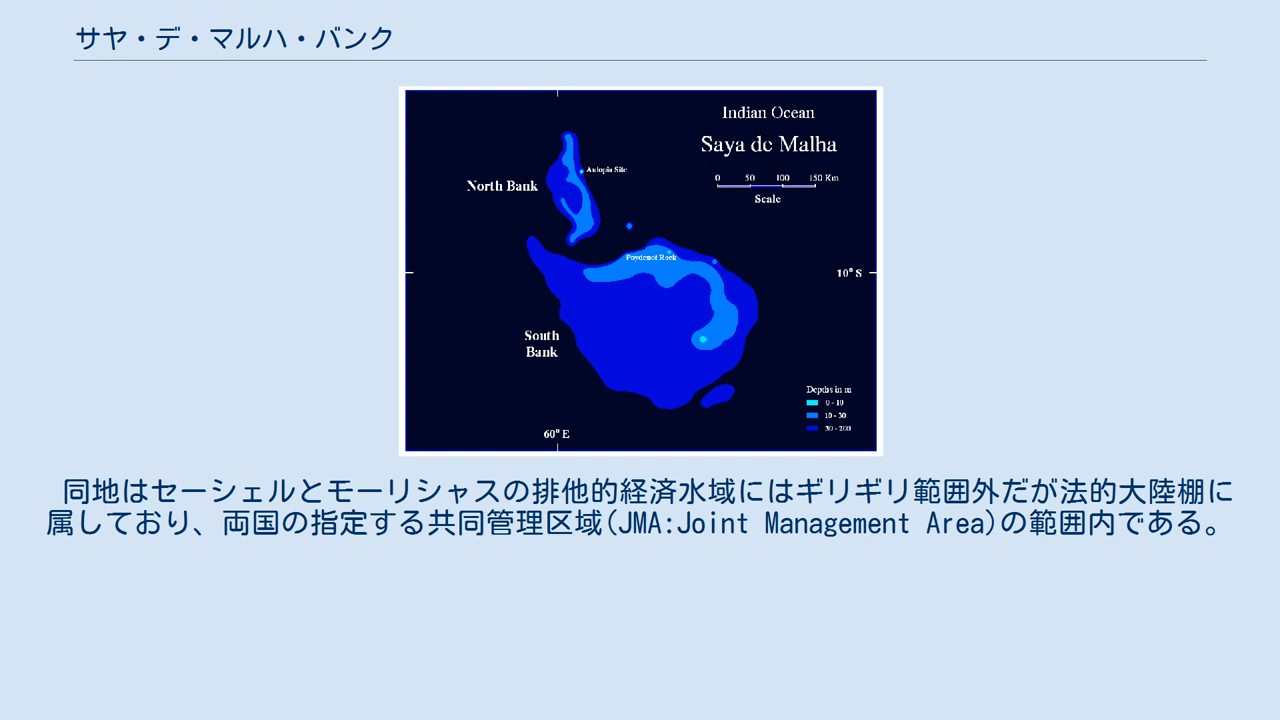 サヤ・デ・マルハ・バンク
Indian Ocean
Saya de Malha
0 50 100 150 Km
Scale
North Bank
Autopia Site
Poydenot Rock
10° S
South
Bank
60° E
Depths in m
0 - 10
10 - 30
30 - 200
同地はセーシェルとモーリシャスの排他的経済水域にはギリギリ範囲外だが法的大陸棚に
属しており、両国の指定する共同管理区域(JMA:Joint Management Area)の範囲内である。